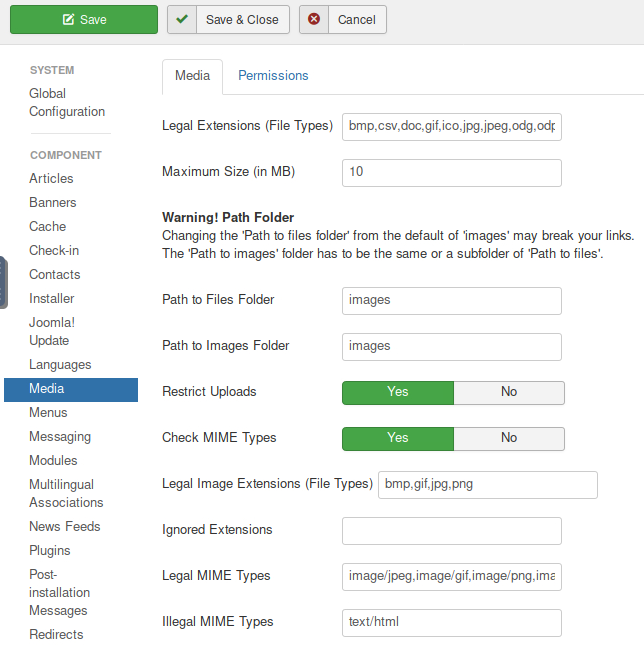 Save
Save & Close
Cancel
SYSTEM
Global
Configuration
COMPONENT
Articles
Banners
Cache
Check-in
Contacts
Installer
Joomla!
Update
Languages
Media
Menus
Messaging
Modules
Multilingual
Associations
News Feeds
Plugins
Post-
installation
Messages
Redirects
Media
Permissions
Legal Extensions (File Types)
bmp,csv,doc,gif,ico,jpg,jpeg,odg,odp
Maximum Size (in MB)
10
Warning! Path Folder
Changing the 'Path to files folder' from the default of 'images' may break your links.
The 'Path to images' folder has to be the same or a subfolder of 'Path to files'.
Path to Files Folder
images
Path to Images Folder
images
Restrict Uploads
Yes
No
Check MIME Types
Yes
No
Legal Image Extensions (File Types)
bmp,gif,jpg,png
Ignored Extensions
Legal MIME Types
image/jpeg,image/gif,image/png,ima
Illegal MIME Types
text/html